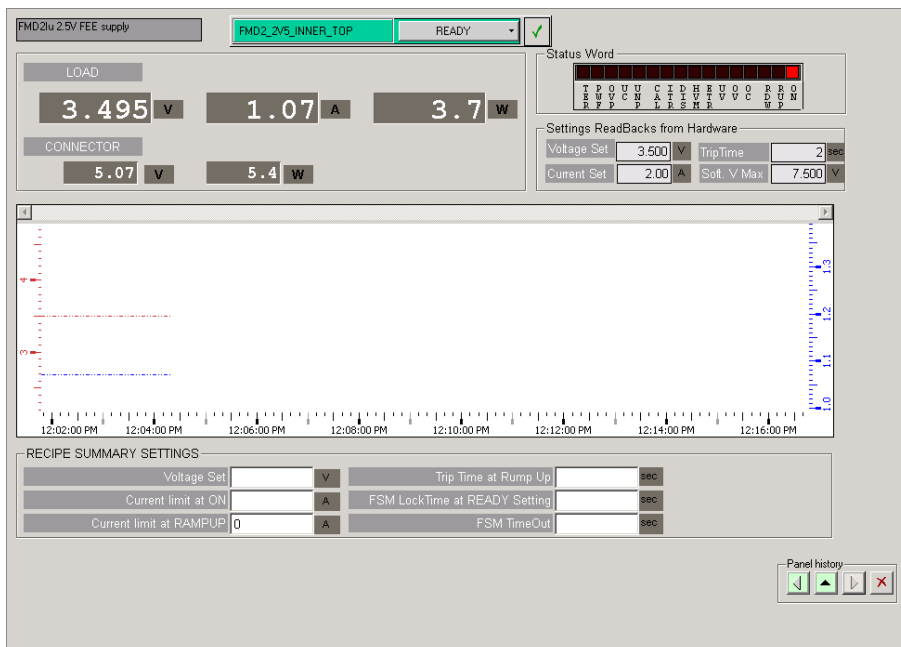 FMD2Iu 2.5V FEE supply
FMD2_2V5_INNER_TOP
READY
LOAD
3.495 V
1.07 A
3.7 W
CONNECTOR
5.07 V
5.4 W
Status Word
Settings ReadBacks from Hardware
Voltage Set 3.500 V
TripTime 2 sec
Current Set 2.00 A
Soft. V Max 7.500 V
4
3
1.3
1.2
1.1
1.0
12:02:00 PM
12:04:00 PM
12:06:00 PM
12:08:00 PM
12:10:00 PM
12:12:00 PM
12:14:00 PM
12:16:00 PM
RECIPE SUMMARY SETTINGS
Voltage Set V
Trip Time at Rump Up sec
Current limit at ON A
FSM LockTime at READY Setting sec
Current limit at RAMPUP 0 A
FSM TimeOut sec
Panel history